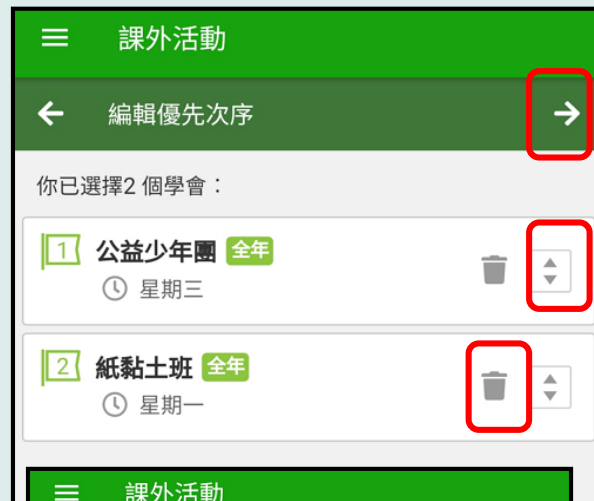 課外活動
編輯優先次序
你已選擇2 個學會：
1 公益少年團 全年
星期三
2 紙黏土班 全年
星期一
課外活動